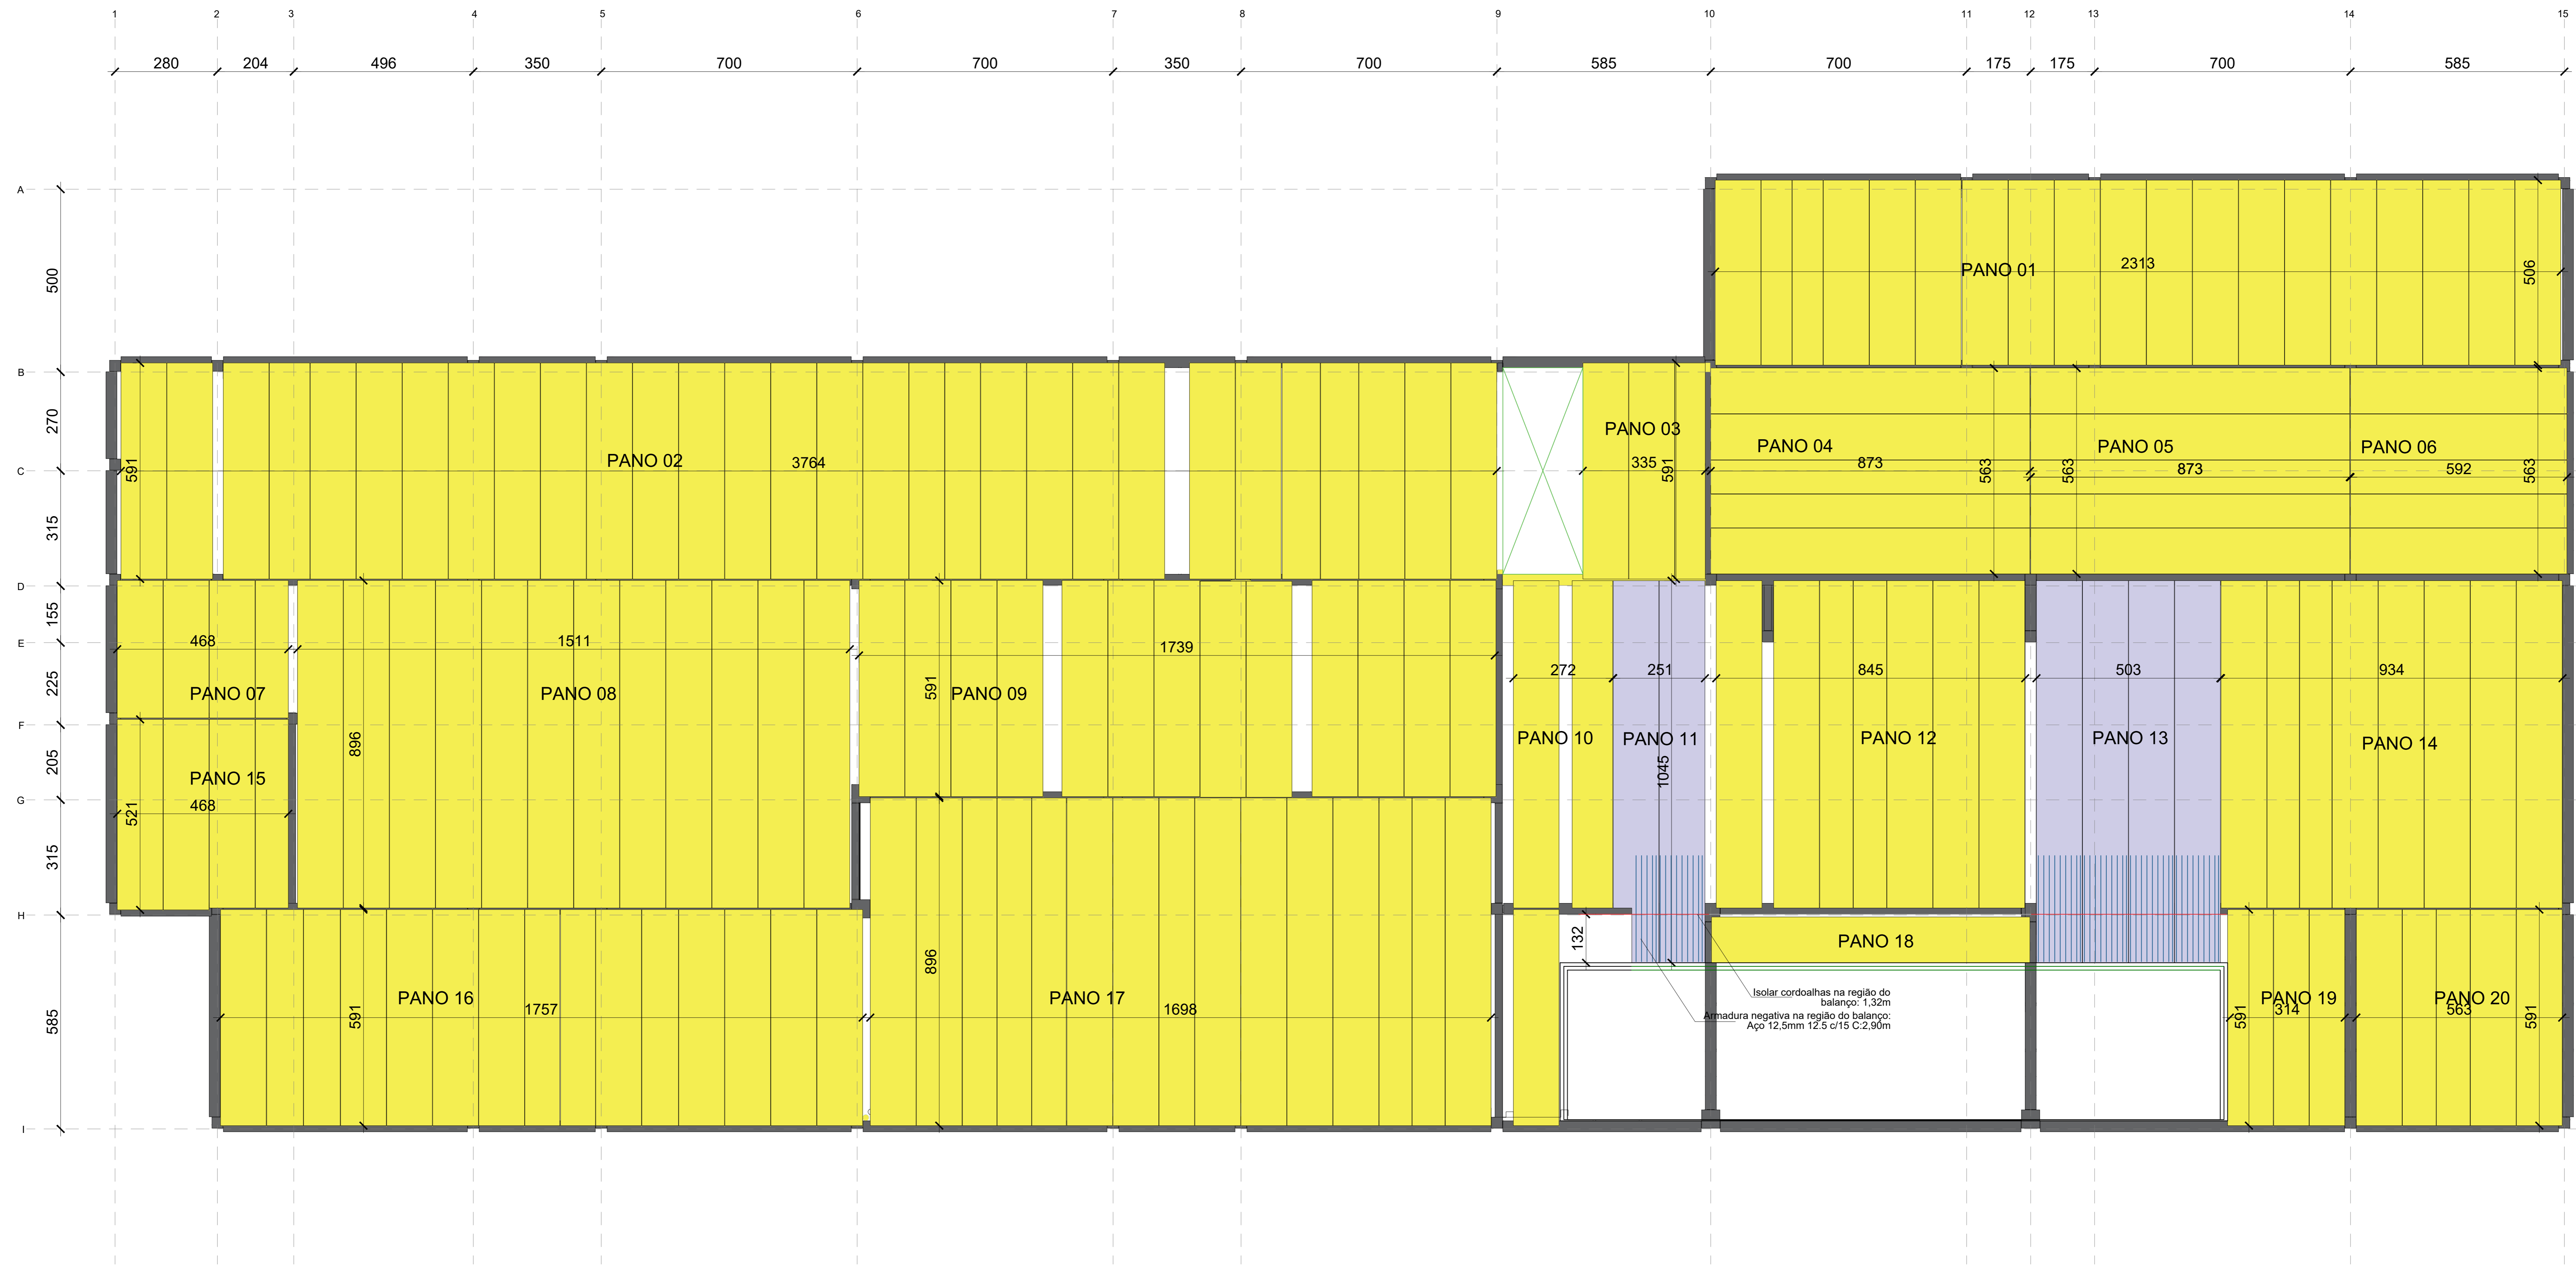 1 2 3 4 5 6 7 8 9 10 11 12 13 14 15
280 204 496 350 700 700 350 700 585 700 175 175 700 585
A
500
PANO 01 2313 506
B
270
PANO 02 3764 591
PANO 03 335 591
PANO 04 873 563
PANO 05 873 563
PANO 06 592 563
C
315
D
155
E
225
468
PANO 07
1511
PANO 08
896
1739
PANO 09
591
272
PANO 10
251
PANO 11
1045
845
PANO 12
503
PANO 13
934
PANO 14
F
205
PANO 15
468
521
G
315
H
132
PANO 18
585
PANO 16 1757
591
PANO 17 1698
896
Isolar cordoalhas na região do
balanço: 1,32m
Armadura negativa na região do balanço:
Aço 12,5mm 12.5 c/15 C:2,90m
PANO 19
314
591
PANO 20
563
591
I